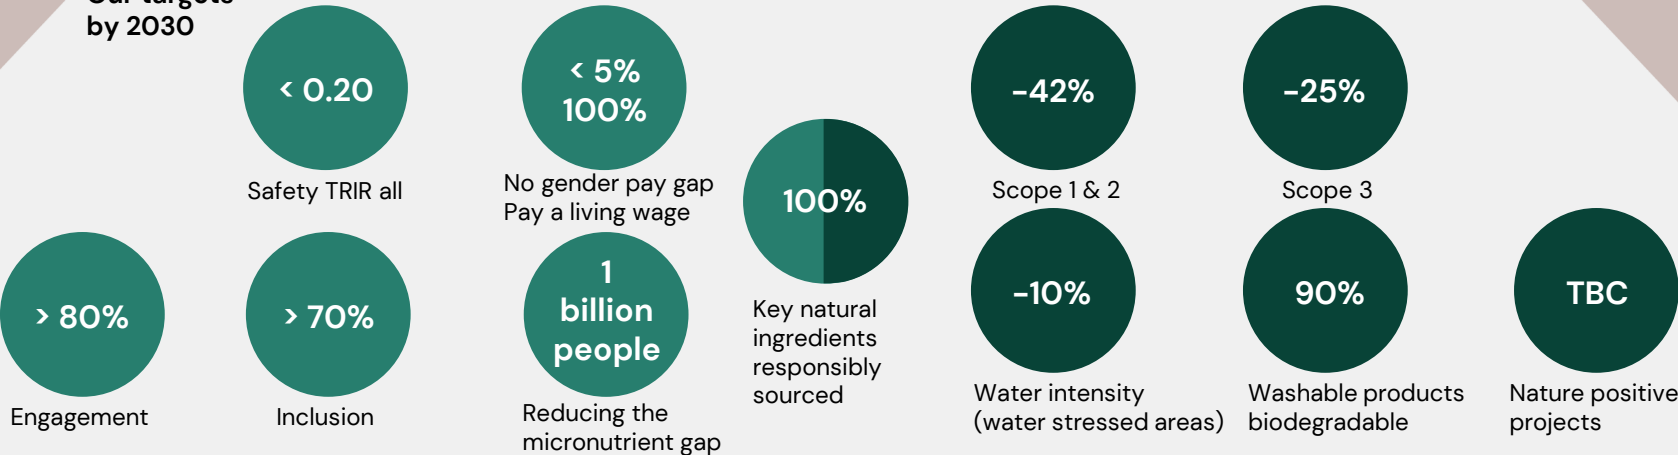 Our targets
by 2030
< 0.20
Safety TRIR all
< 5%
100%
No gender pay gap
Pay a living wage
> 80%
Engagement
> 70%
Inclusion
1
billion
people
Reducing the
micronutrient gap
100%
Key natural
ingredients
responsibly
sourced
-42%
Scope 1 & 2
-25%
Scope 3
-10%
Water intensity
(water stressed areas)
90%
Washable products
biodegradable
TBC
Nature positive
projects